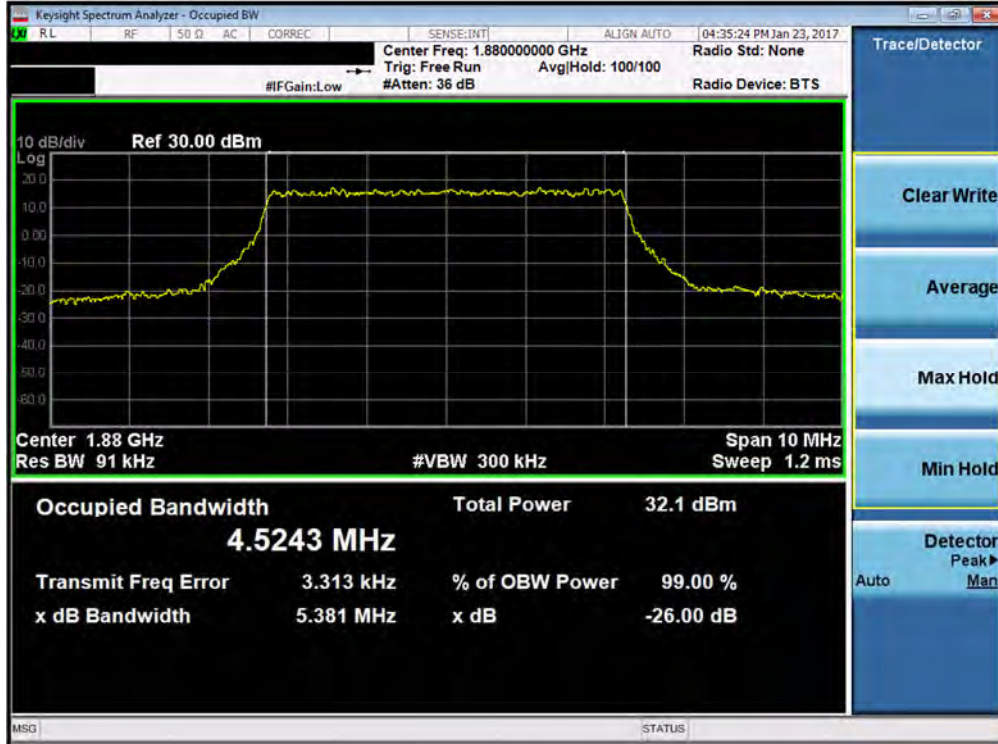 Keysight Spectrum Analyzer - Occupied BW
LXI RL RF 50 Ω AC CORREC SENSE:INT ALIGN AUTO 04:35:24 PM Jan 23, 2017
Center Freq: 1.880000000 GHz Radio Std: None
Trig: Free Run Avg|Hold: 100/100
#IFGain:Low #Atten: 36 dB Radio Device: BTS
Trace/Detector
10 dB/div Ref 30.00 dBm
Log
20.0
10.0
0.00
-10.0
-20.0
-30.0
-40.0
-50.0
-60.0
Center 1.88 GHz Span 10 MHz
Res BW 91 kHz #VBW 300 kHz Sweep 1.2 ms
Occupied Bandwidth Total Power 32.1 dBm
4.5243 MHz
Transmit Freq Error 3.313 kHz % of OBW Power 99.00 %
x dB Bandwidth 5.381 MHz x dB -26.00 dB
Clear Write
Average
Max Hold
Min Hold
Detector
Peak▶
Auto Man
MSG STATUS